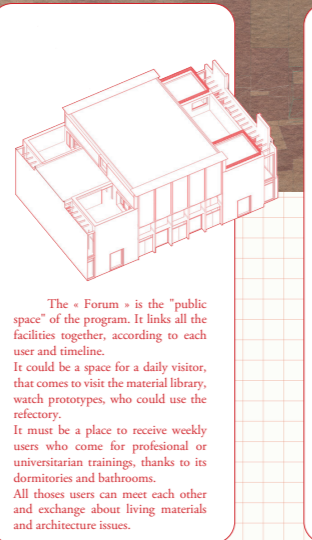 The « Forum » is the "public
space" of the program. It links all the
facilities together, according to each
user and timeline.
It could be a space for a daily visitor,
that comes to visit the material library,
watch prototypes, who could use the
refectory.
It must be a place to receive weekly
users who come for profesional or
universitarian trainings, thanks to its
dormitories and bathrooms.
All thoses users can meet each other
and exchange about living materials
and architecture issues.